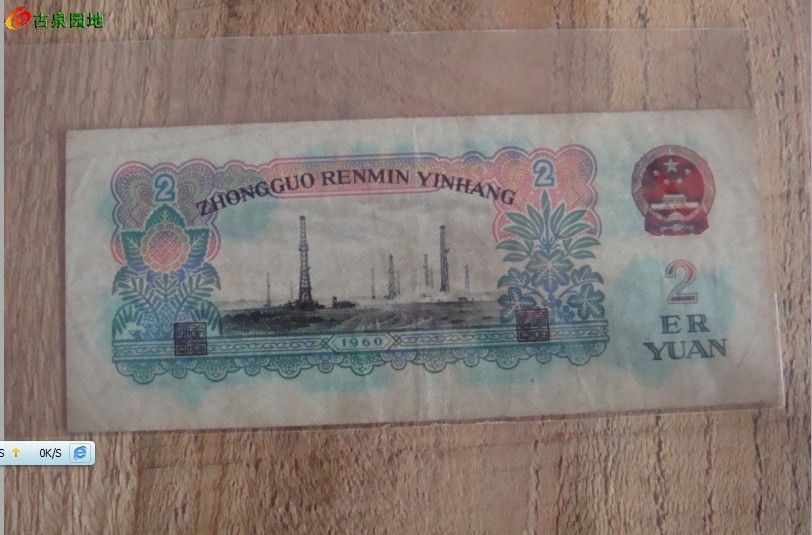 古泉园地
2
2
ZHONGGUO RENMIN YINHANG
2
ER
YUAN
1960
S
0K/S